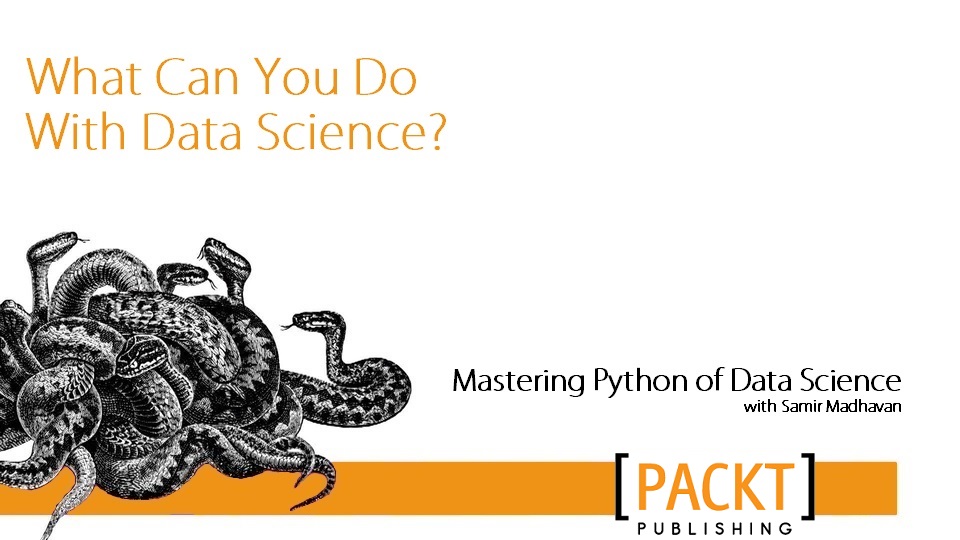 What Can You Do
With Data Science?
Mastering Python of Data Science
with Samir Madhavan
[PACKT]
PUBLISHING